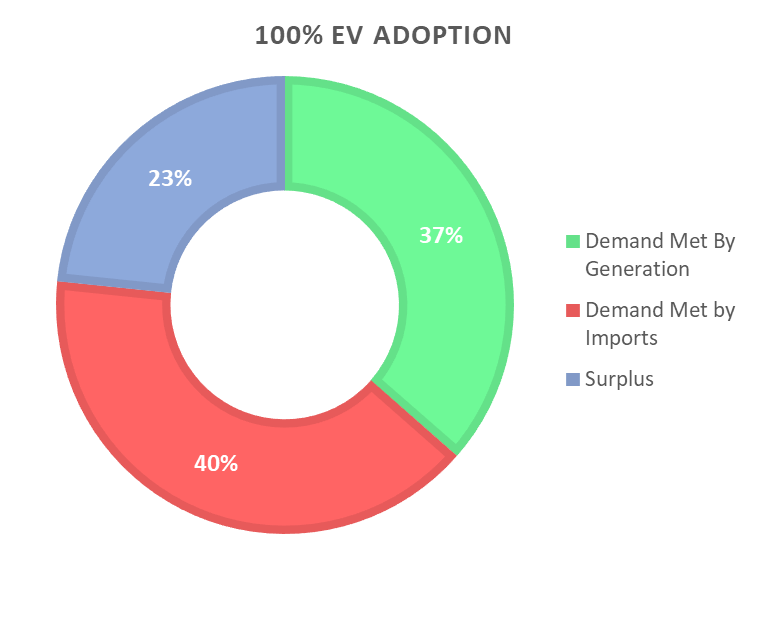 100% EV ADOPTION
23%
37%
40%
Demand Met By
Generation
Demand Met by
Imports
Surplus